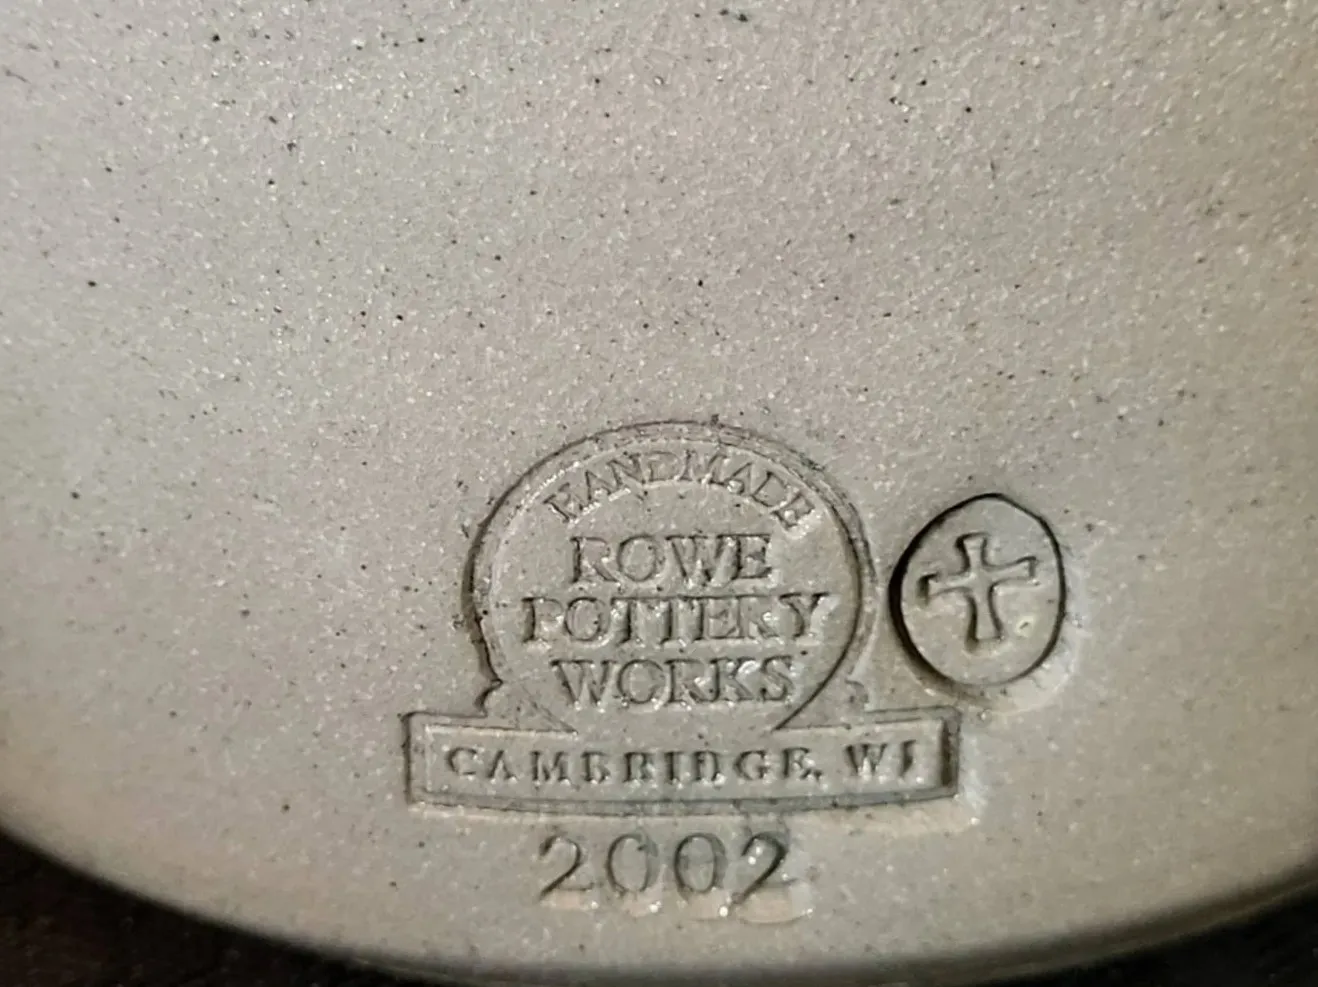 HANDMADE
ROWE
POTTERY
WORKS
CAMBRIDGE, WI
2002